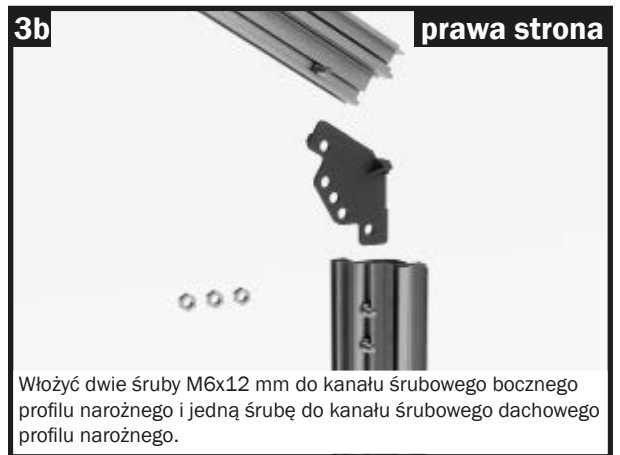 3b
prawa strona
Włożyć dwie śruby M6x12 mm do kanału śrubowego bocznego
profilu narożnego i jedną śrubę do kanału śrubowego dachowego
profilu narożnego.